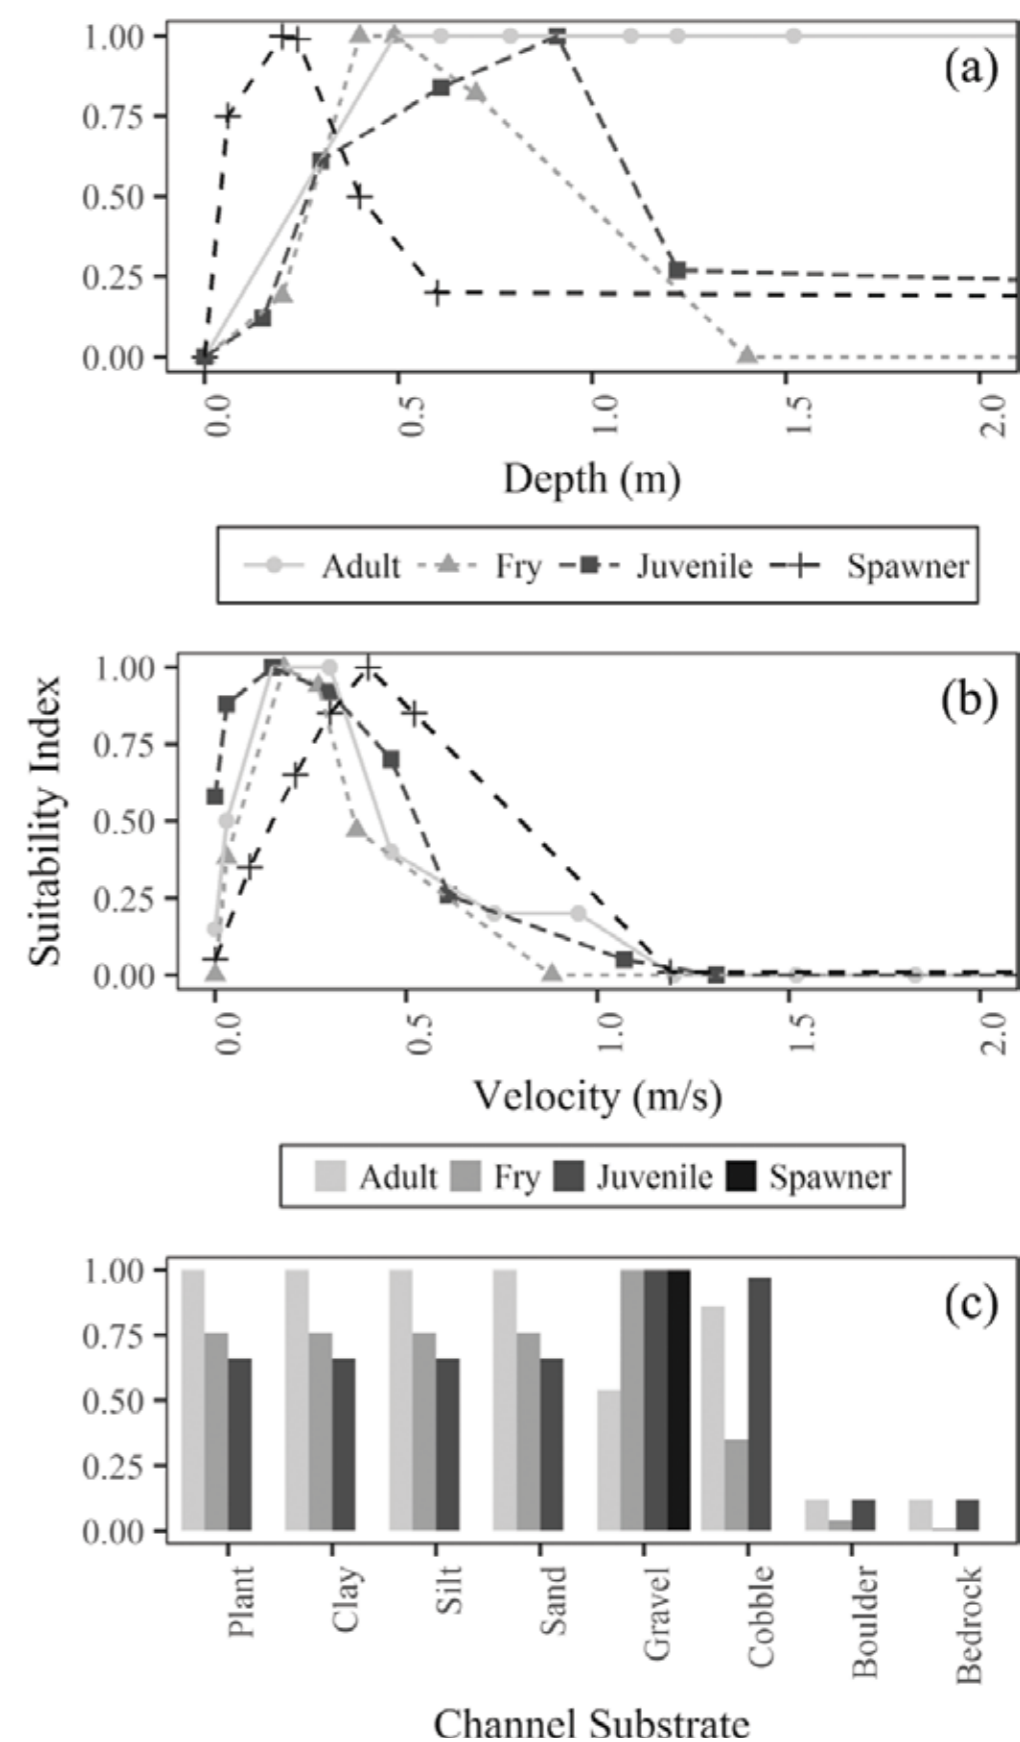 1.00
0.75
0.50
0.25
0.00
(a)
0.0 0.5 1.0 1.5 2.0
Depth (m)
Adult Fry Juvenile Spawner
Suitability Index
1.00
0.75
0.50
0.25
0.00
(b)
0.0 0.5 1.0 1.5 2.0
Velocity (m/s)
Adult Fry Juvenile Spawner
1.00
0.75
0.50
0.25
0.00
(c)
Plant Clay Silt Sand Gravel Cobble Boulder Bedrock
Channel Substrate